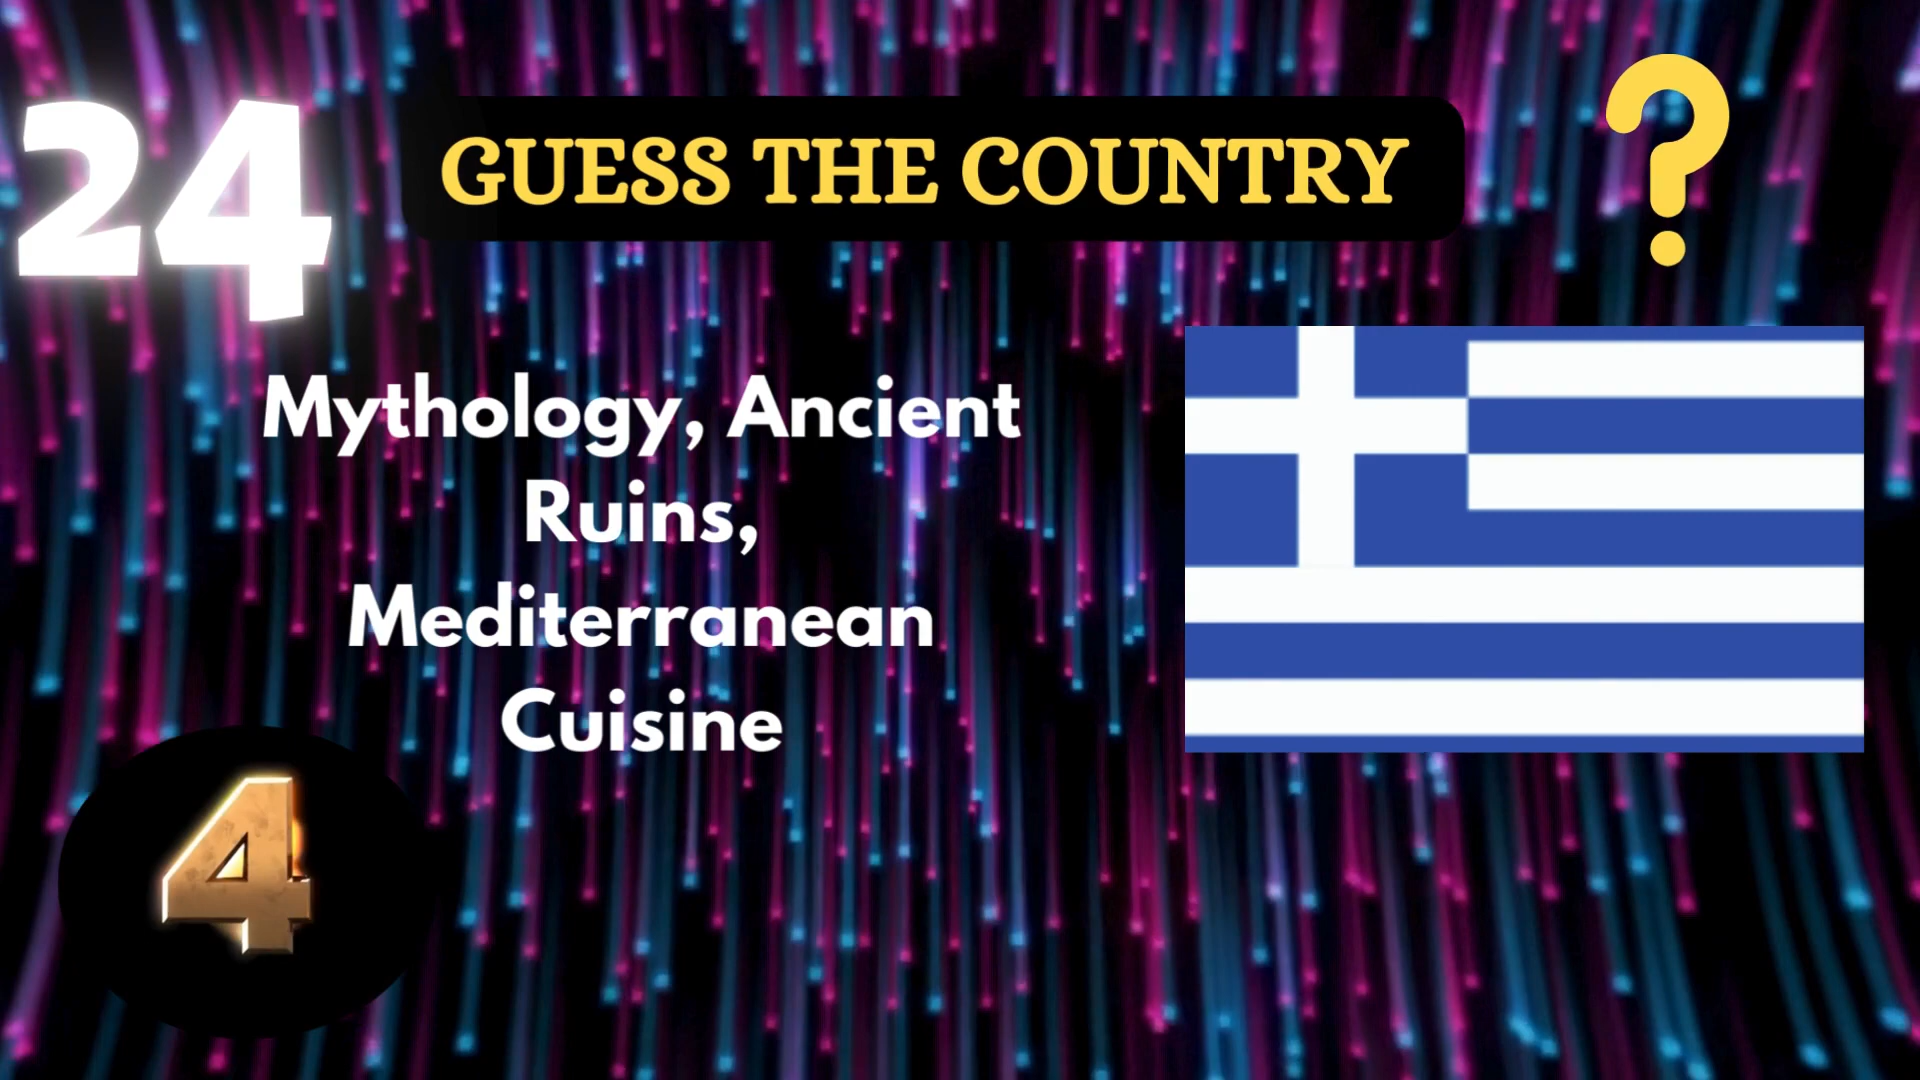 24
GUESS THE COUNTRY
?
Mythology, Ancient
Ruins,
Mediterranean
Cuisine
4